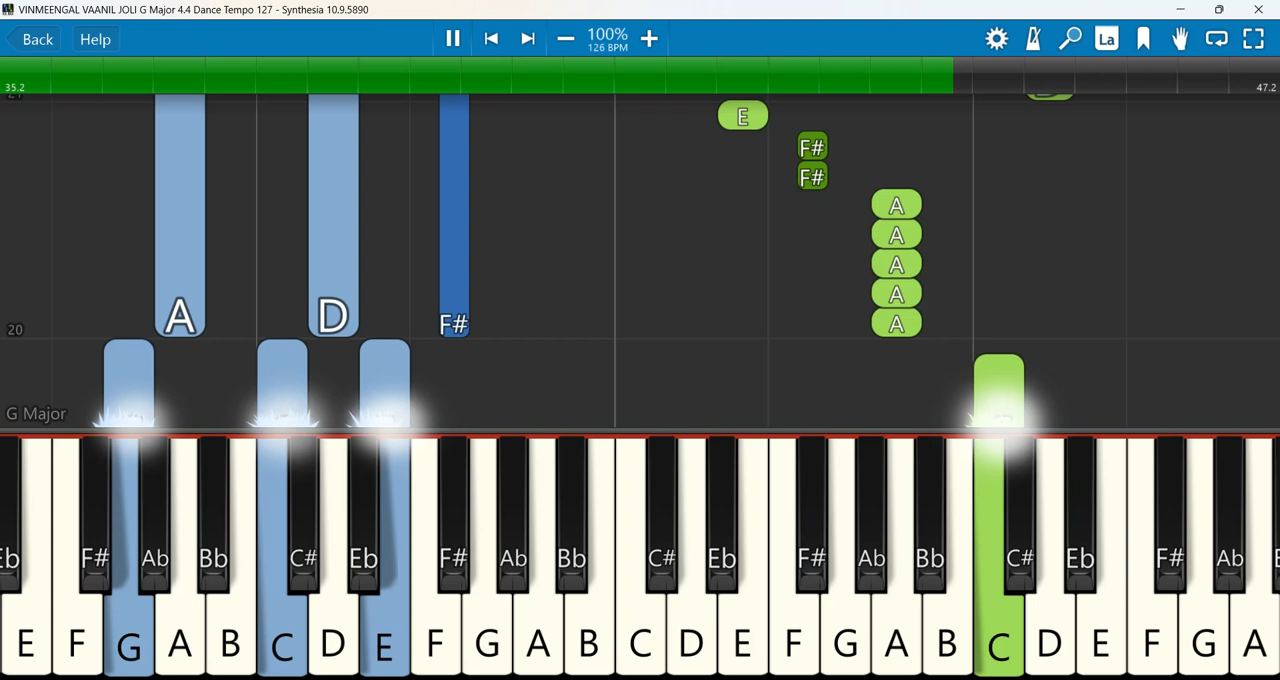 VINMEENGAL VAANIL JOLI G Major 4.4 Dance Tempo 127 - Synthesia 10.9.5890
Back Help 100% La
126 BPM
35.2 47.2
E
F#
F#
A
A
A
A
A D A
F#
20
G Major
Eb F# Ab Bb C# Eb F# Ab Bb C# Eb F# Ab Bb C# Eb F# Ab
E F G A B C D E F G A B C D E F G A B C D E F G A